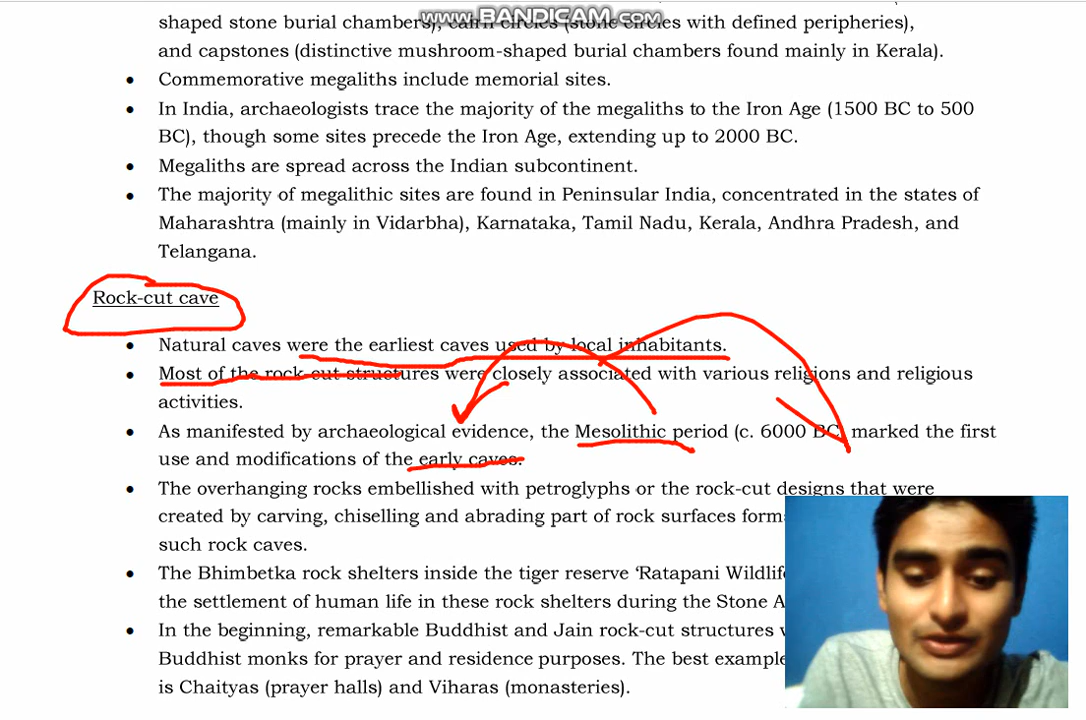 www.BANDICAM.com
shaped stone burial chambers), cairn circles (stone circles with defined peripheries),
and capstones (distinctive mushroom-shaped burial chambers found mainly in Kerala).
• Commemorative megaliths include memorial sites.
• In India, archaeologists trace the majority of the megaliths to the Iron Age (1500 BC to 500
BC), though some sites precede the Iron Age, extending up to 2000 BC.
• Megaliths are spread across the Indian subcontinent.
• The majority of megalithic sites are found in Peninsular India, concentrated in the states of
Maharashtra (mainly in Vidarbha), Karnataka, Tamil Nadu, Kerala, Andhra Pradesh, and
Telangana.
Rock-cut cave
• Natural caves were the earliest caves used by local inhabitants.
• Most of the rock-cut structures were closely associated with various religions and religious
activities.
• As manifested by archaeological evidence, the Mesolithic period (c. 6000 BC) marked the first
use and modifications of the early caves.
• The overhanging rocks embellished with petroglyphs or the rock-cut designs that were
created by carving, chiselling and abrading part of rock surfaces
such rock caves.
• The Bhimbetka rock shelters inside the tiger reserve ‘Ratapani
the settlement of human life in these rock shelters during the Stone
• In the beginning, remarkable Buddhist and Jain rock-cut structures
Buddhist monks for prayer and residence purposes. The best
is Chaityas (prayer halls) and Viharas (monasteries).